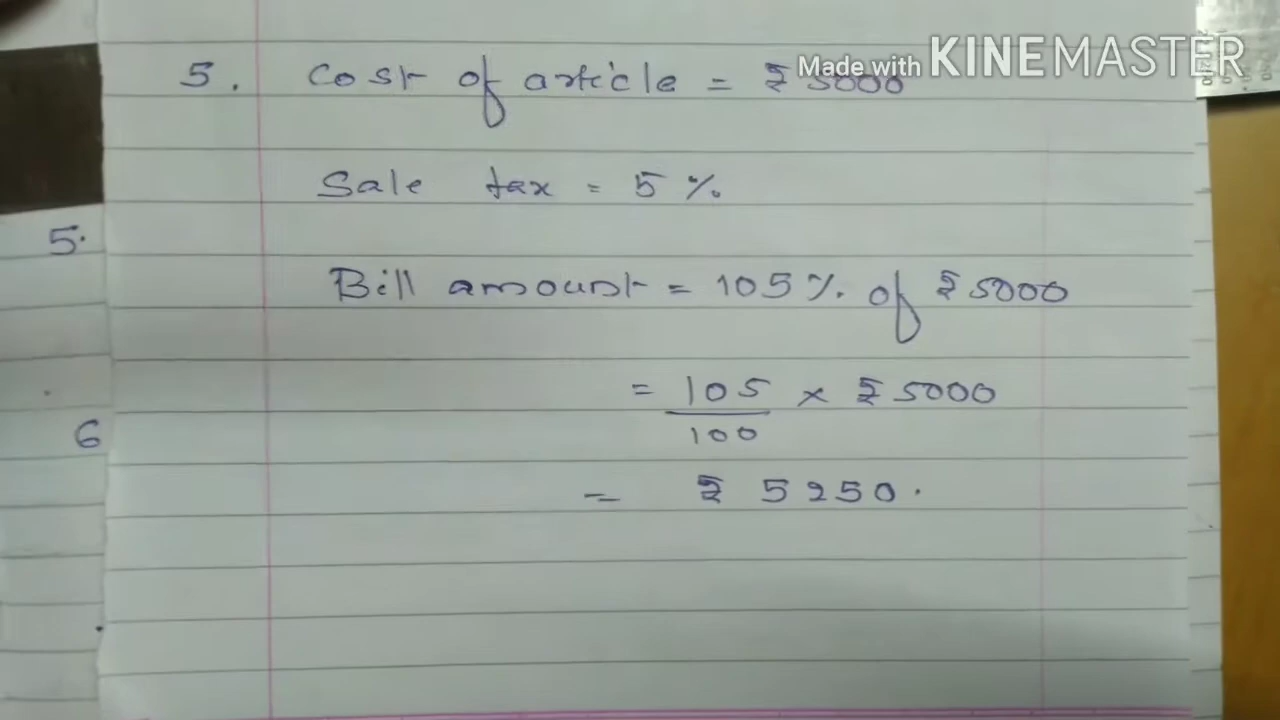 Made with KINEMASTER
5. Cost of article = ₹ 5000
Sale tax = 5 %
5.
Bill amount = 105 % of ₹ 5000
= 105 / 100 × ₹ 5000
6
= ₹ 5250.